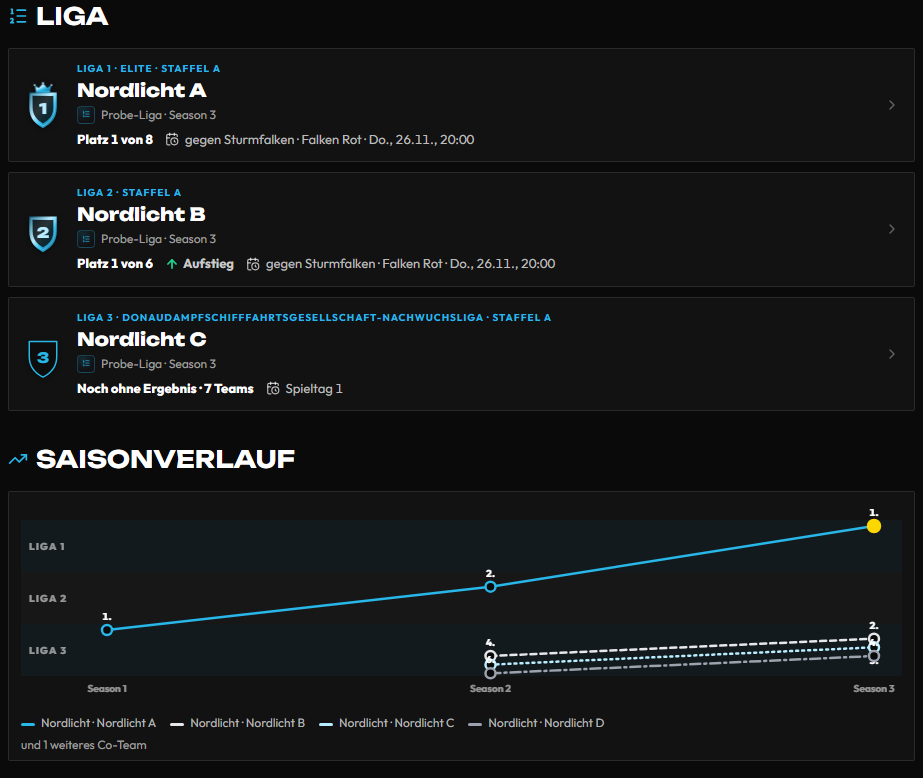 LIGA
LIGA 1 · ELITE · STAFFEL A
1
Nordlicht A
Probe-Liga · Season 3
Platz 1 von 8 gegen Sturmfalken · Falken Rot · Do., 26.11., 20:00
LIGA 2 · STAFFEL A
2
Nordlicht B
Probe-Liga · Season 3
Platz 1 von 6 Aufstieg gegen Sturmfalken · Falken Rot · Do., 26.11., 20:00
LIGA 3 · DONAUDAMPFSCHIFFFAHRTSGESELLSCHAFT-NACHWUCHSLIGA · STAFFEL A
3
Nordlicht C
Probe-Liga · Season 3
Noch ohne Ergebnis · 7 Teams Spieltag 1
SAISONVERLAUF
1.
LIGA 1
2.
LIGA 2
1.
2.
4.
LIGA 3
Season 1 Season 2 Season 3
Nordlicht · Nordlicht A Nordlicht · Nordlicht B Nordlicht · Nordlicht C Nordlicht · Nordlicht D
und 1 weiteres Co-Team